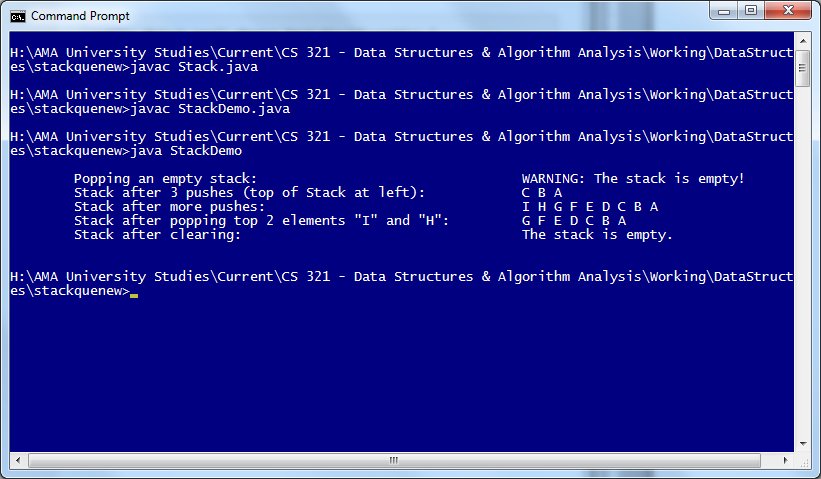 Command Prompt
H:\AMA University Studies\Current\CS 321 - Data Structures & Algorithm Analysis\Working\DataStruct
es\stackquenew>javac Stack.java
H:\AMA University Studies\Current\CS 321 - Data Structures & Algorithm Analysis\Working\DataStruct
es\stackquenew>javac StackDemo.java
H:\AMA University Studies\Current\CS 321 - Data Structures & Algorithm Analysis\Working\DataStruct
es\stackquenew>java StackDemo
Popping an empty stack: WARNING: The stack is empty!
Stack after 3 pushes (top of Stack at left): C B A
Stack after more pushes: I H G F E D C B A
Stack after popping top 2 elements "I" and "H": G F E D C B A
Stack after clearing: The stack is empty.
H:\AMA University Studies\Current\CS 321 - Data Structures & Algorithm Analysis\Working\DataStruct
es\stackquenew>